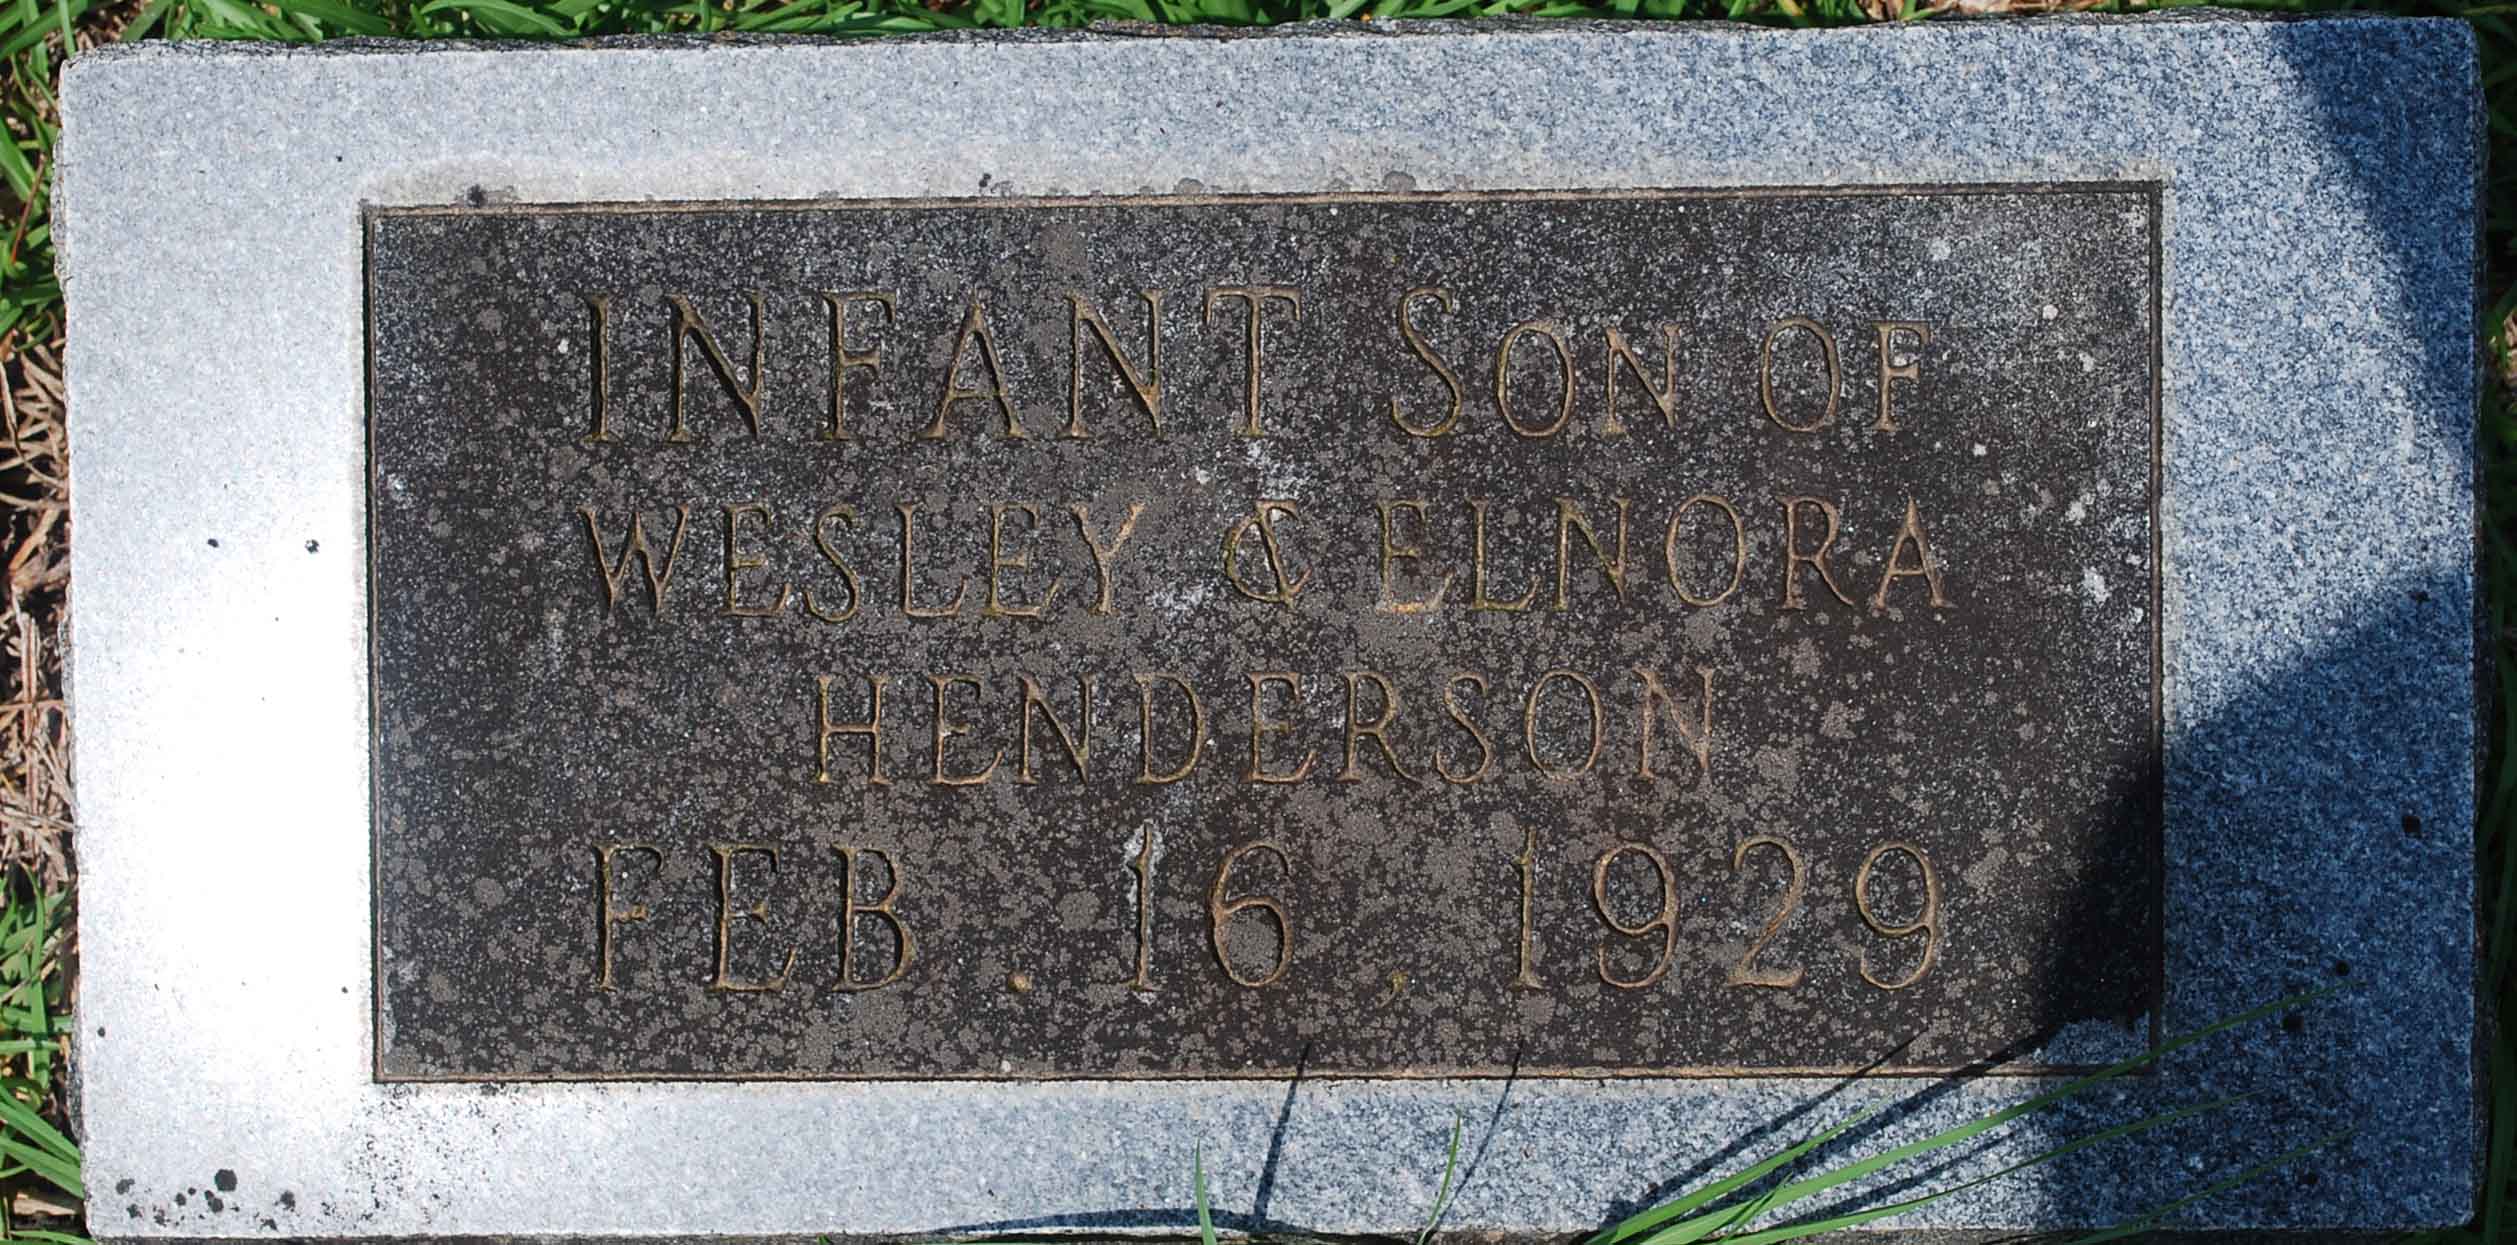 INFANT SON OF
WESLEY & ELNORA
HENDERSON
FEB. 16, 1929